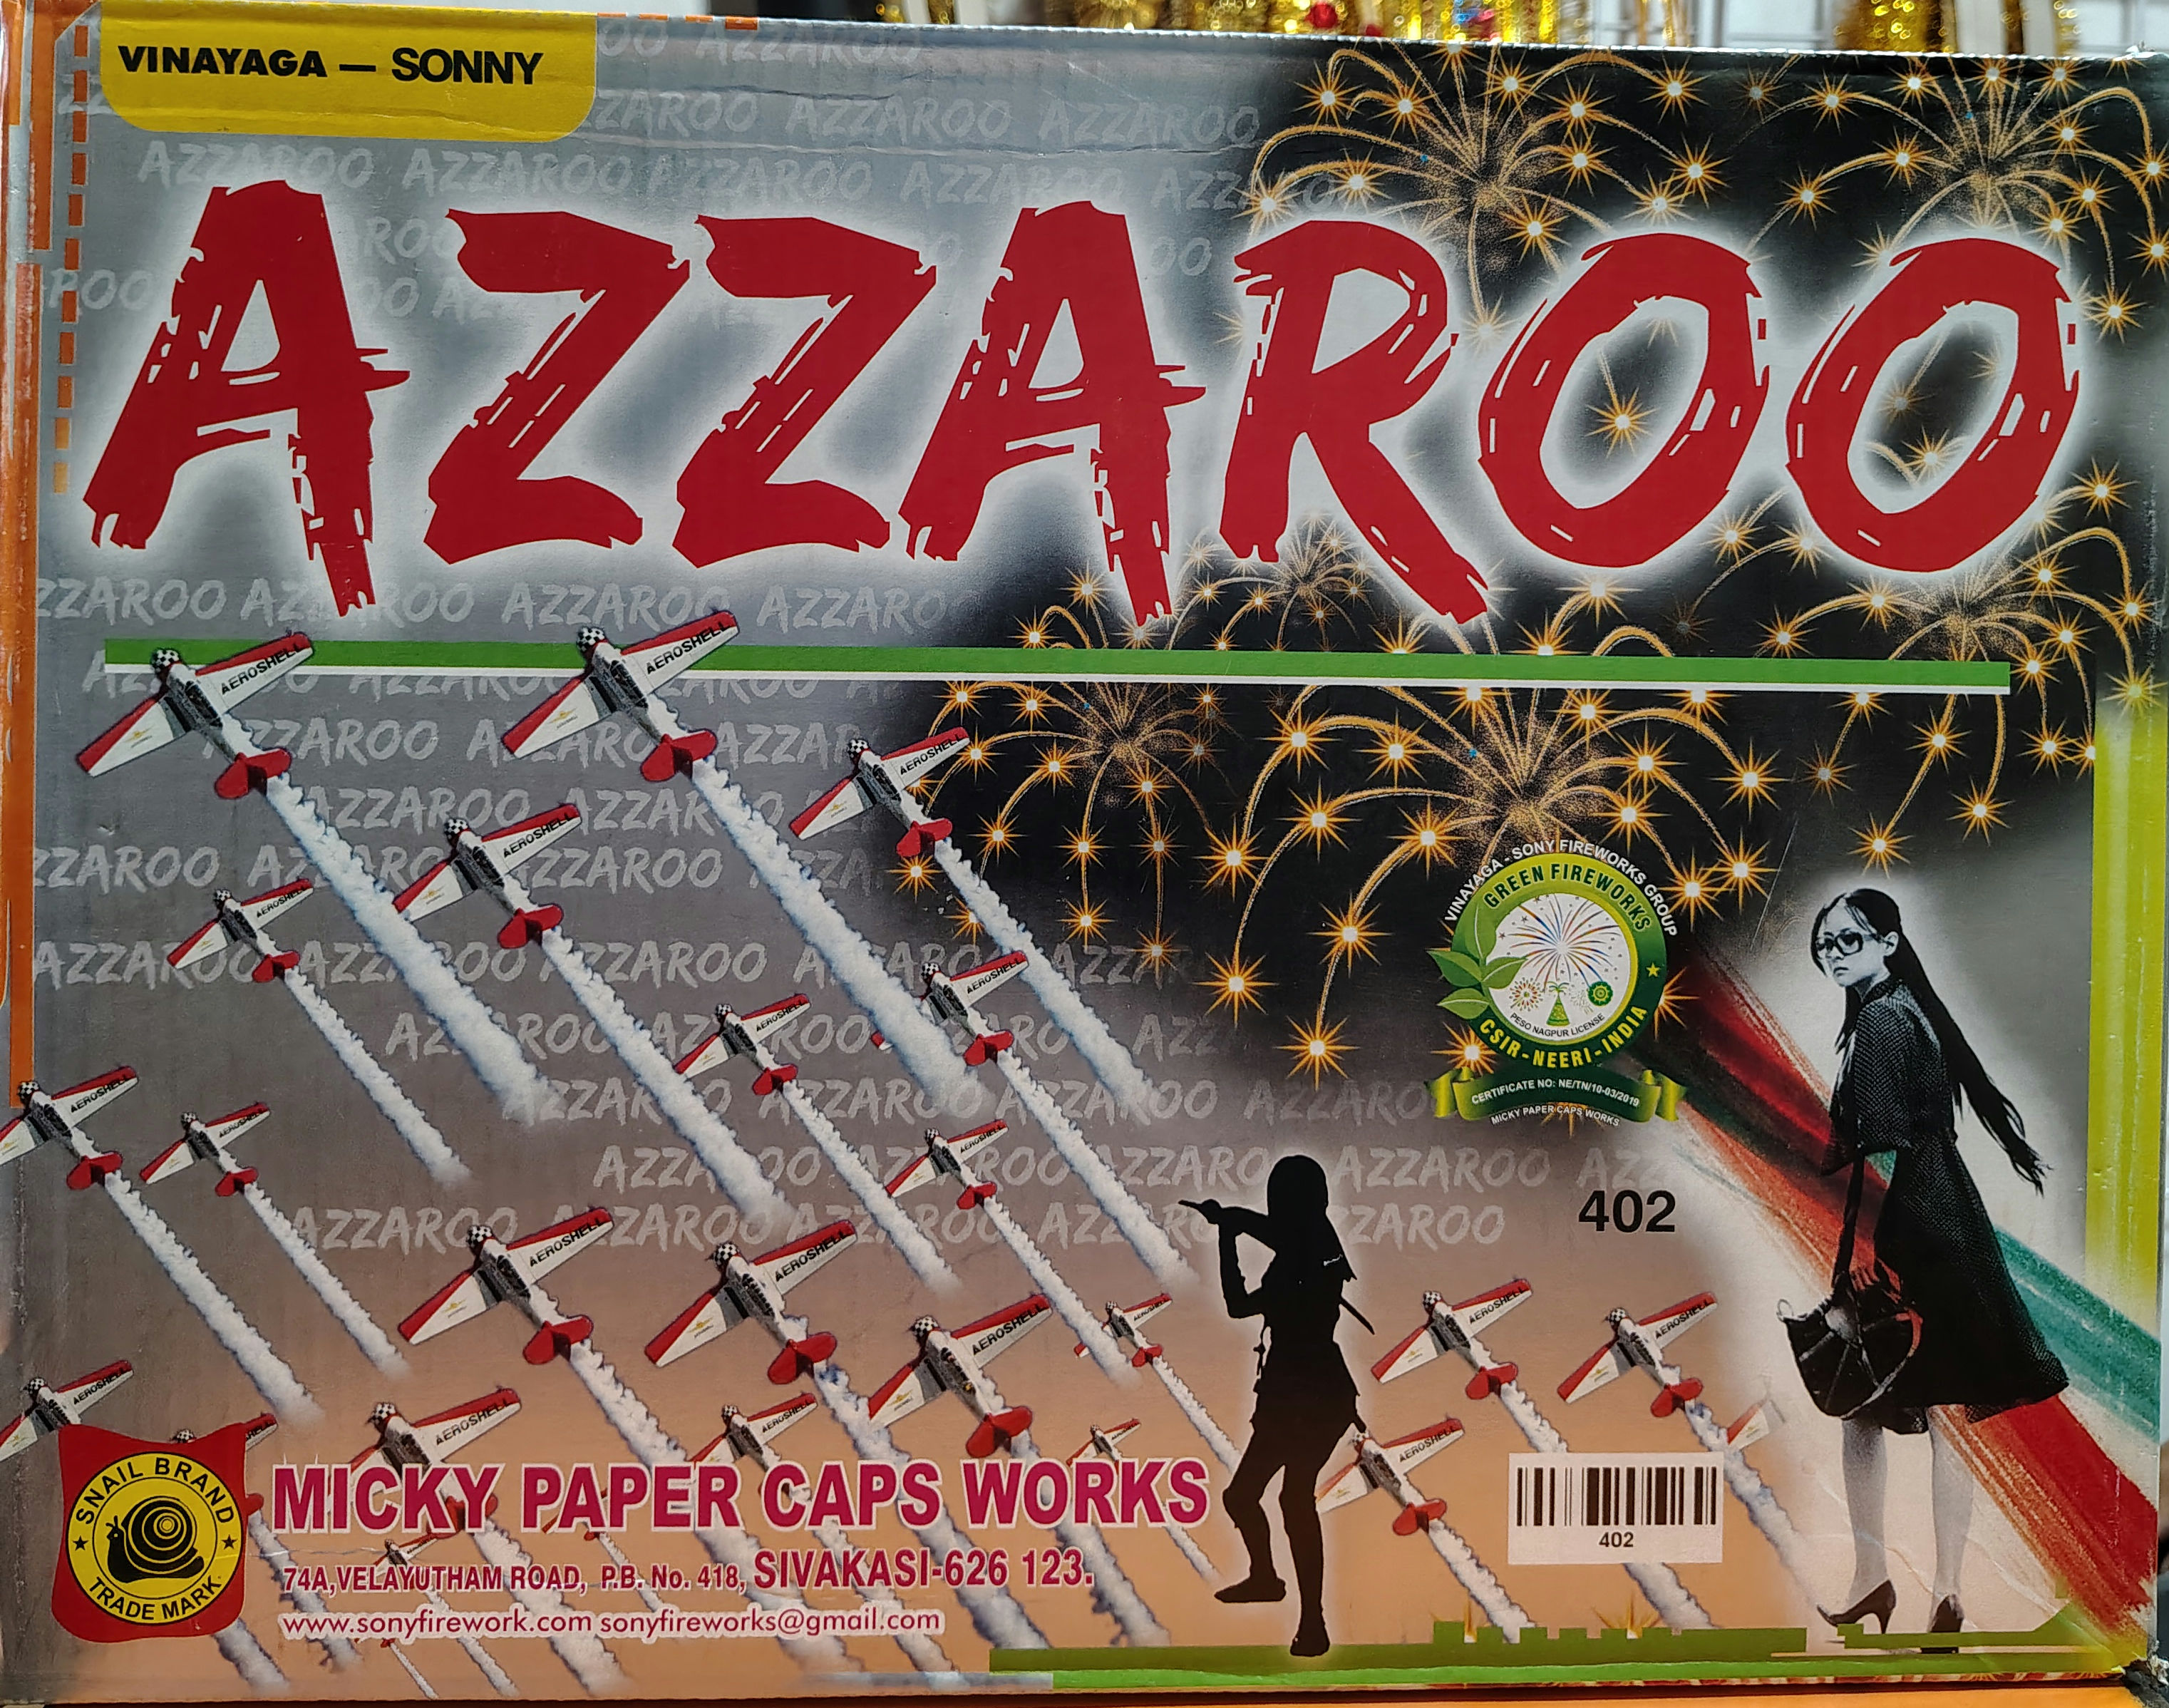 VINAYAGA — SONNY
AZZAROO
AEROSHELL
VINAYAGA - SONY FIREWORKS GROUP
GREEN FIREWORKS
PESO NAGPUR LICENSE
CSIR-NEERI-INDIA
CERTIFICATE NO: NE/TN/10-03/2019
MICKY PAPER CAPS WORKS
402
402
SNAIL BRAND
TRADE MARK
MICKY PAPER CAPS WORKS
74A,VELAYUTHAM ROAD, P.B. No. 418, SIVAKASI-626 123.
www.sonyfirework.com sonyfireworks@gmail.com